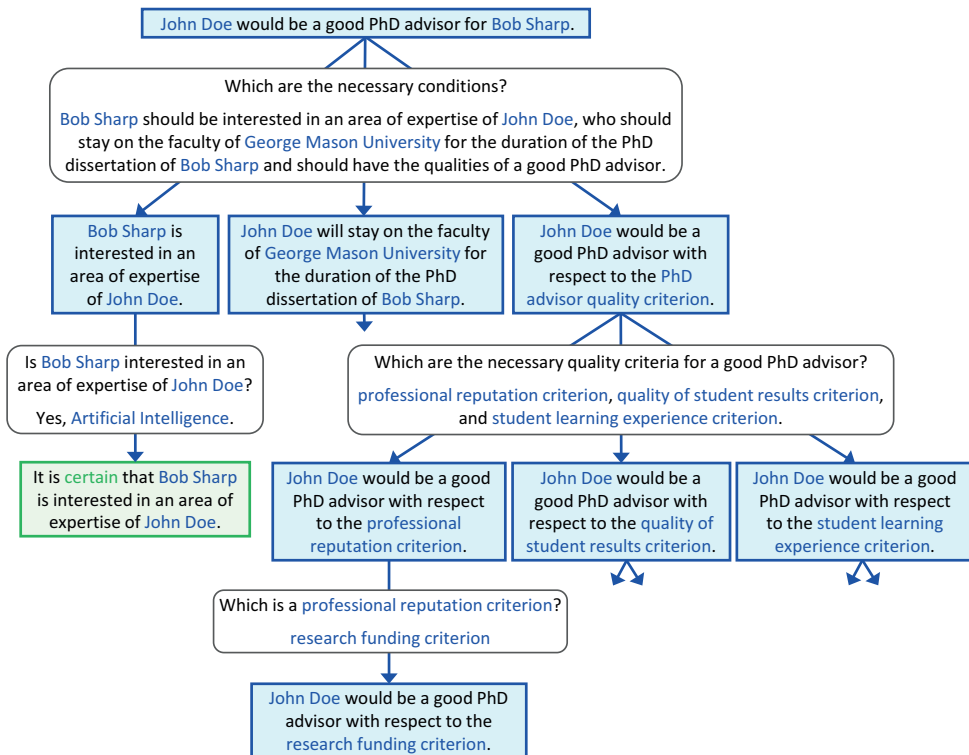 John Doe would be a good PhD advisor for Bob Sharp.
Which are the necessary conditions?
Bob Sharp should be interested in an area of expertise of John Doe, who should
stay on the faculty of George Mason University for the duration of the PhD
dissertation of Bob Sharp and should have the qualities of a good PhD advisor.
Bob Sharp is
interested in an
area of expertise
of John Doe.
John Doe will stay on the faculty
of George Mason University for
the duration of the PhD
dissertation of Bob Sharp.
John Doe would be a
good PhD advisor with
respect to the PhD
advisor quality criterion.
Is Bob Sharp interested in an
area of expertise of John Doe?
Yes, Artificial Intelligence.
Which are the necessary quality criteria for a good PhD advisor?
professional reputation criterion, quality of student results criterion,
and student learning experience criterion.
It is certain that Bob Sharp
is interested in an area of
expertise of John Doe.
John Doe would be a good
PhD advisor with respect
to the professional
reputation criterion.
John Doe would be a
good PhD advisor with
respect to the quality of
student results criterion.
John Doe would be a good
PhD advisor with respect
to the student learning
experience criterion.
Which is a professional reputation criterion?
research funding criterion
John Doe would be a good PhD
advisor with respect to the
research funding criterion.